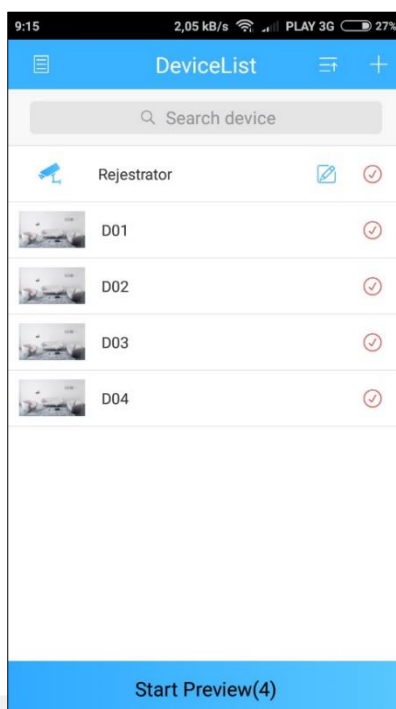 9:15 2,05 kB/s PLAY 3G 27%
DeviceList
Search device
Rejestrator
D01
D02
D03
D04
Start Preview(4)